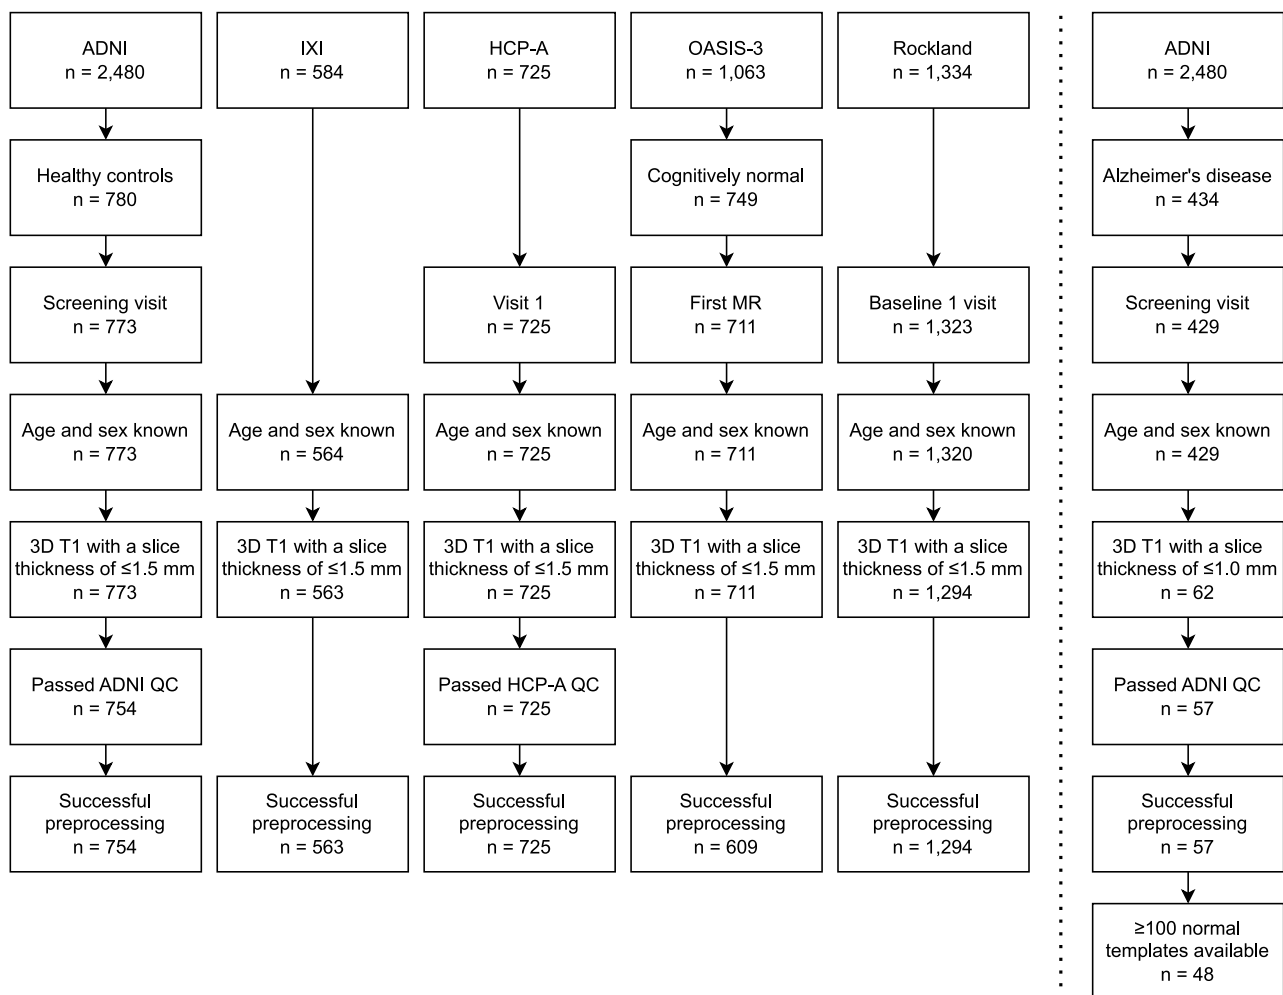 ADNI
n = 2,480
Healthy controls
n = 780
Screening visit
n = 773
Age and sex known
n = 773
3D T1 with a slice
thickness of ≤1.5 mm
n = 773
Passed ADNI QC
n = 754
Successful
preprocessing
n = 754
IXI
n = 584
Age and sex known
n = 564
3D T1 with a slice
thickness of ≤1.5 mm
n = 563
Successful
preprocessing
n = 563
HCP-A
n = 725
Visit 1
n = 725
Age and sex known
n = 725
3D T1 with a slice
thickness of ≤1.5 mm
n = 725
Passed HCP-A QC
n = 725
Successful
preprocessing
n = 725
OASIS-3
n = 1,063
Cognitively normal
n = 749
First MR
n = 711
Age and sex known
n = 711
3D T1 with a slice
thickness of ≤1.5 mm
n = 711
Successful
preprocessing
n = 609
Rockland
n = 1,334
Baseline 1 visit
n = 1,323
Age and sex known
n = 1,320
3D T1 with a slice
thickness of ≤1.5 mm
n = 1,294
Successful
preprocessing
n = 1,294
ADNI
n = 2,480
Alzheimer's disease
n = 434
Screening visit
n = 429
Age and sex known
n = 429
3D T1 with a slice
thickness of ≤1.0 mm
n = 62
Passed ADNI QC
n = 57
Successful
preprocessing
n = 57
≥100 normal
templates available
n = 48